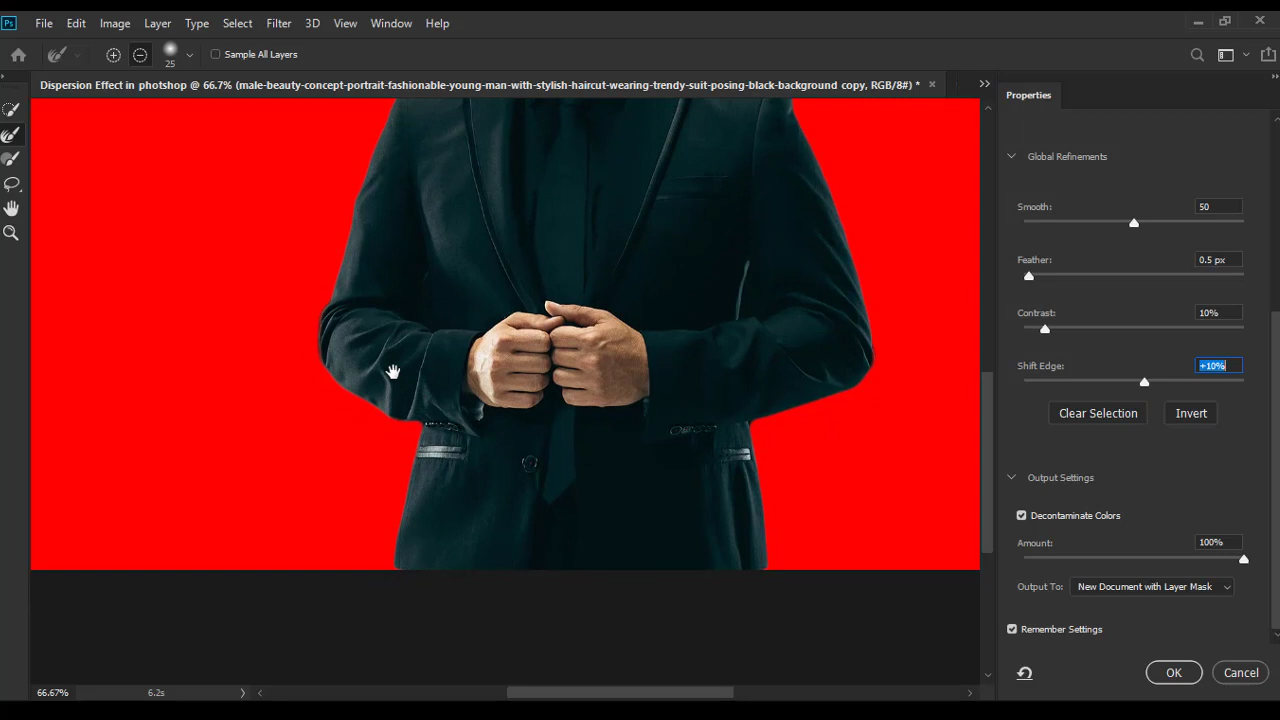 Ps File Edit Image Layer Type Select Filter 3D View Window Help
25 Sample All Layers
Dispersion Effect in photshop @ 66.7% (male-beauty-concept-portrait-fashionable-young-man-with-stylish-haircut-wearing-trendy-suit-posing-black-background copy, RGB/8#) *
Properties
Global Refinements
Smooth: 50
Feather: 0.5 px
Contrast: 10%
Shift Edge: +10%
Clear Selection Invert
Output Settings
Decontaminate Colors
Amount: 100%
Output To: New Document with Layer Mask
Remember Settings
OK Cancel
66.67% 6.2s